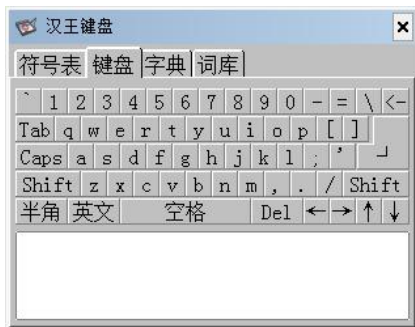 汉王键盘
符号表 键盘 字典 词库
` 1 2 3 4 5 6 7 8 9 0 - = \ <-
Tab q w e r t y u i o p [ ]
Caps a s d f g h j k l ; ' ┘
Shift z x c v b n m , . / Shift
半角 英文 空格 Del ← → ↑ ↓